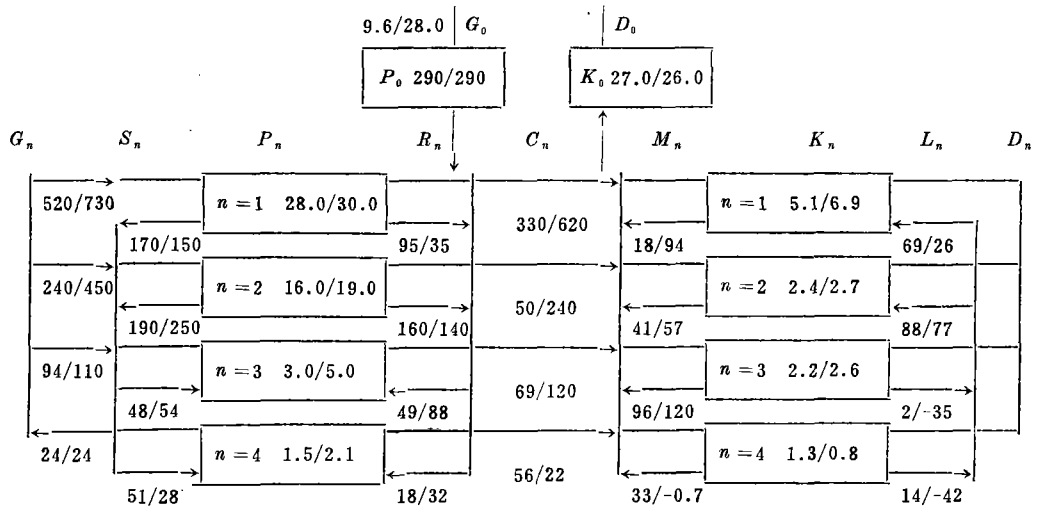 9.6/28.0 G₀ D₀
P₀ 290/290 K₀ 27.0/26.0
Gₙ Sₙ Pₙ Rₙ Cₙ Mₙ Kₙ Lₙ Dₙ
n=1 28.0/30.0 n=1 5.1/6.9
520/730 330/620
170/150 95/35 18/94 69/26
n=2 16.0/19.0 n=2 2.4/2.7
240/450 50/240
190/250 160/140 41/57 88/77
n=3 3.0/5.0 n=3 2.2/2.6
94/110 69/120
48/54 49/88 96/120 2/-35
n=4 1.5/2.1 n=4 1.3/0.8
24/24 56/22
51/28 18/32 33/-0.7 14/-42